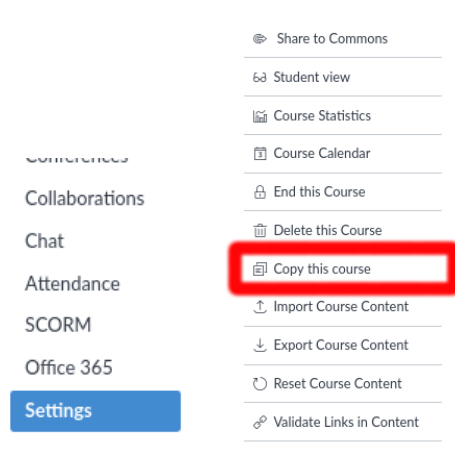 Conferences
Collaborations
Chat
Attendance
SCORM
Office 365
Settings
Share to Commons
Student view
Course Statistics
Course Calendar
End this Course
Delete this Course
Copy this course
Import Course Content
Export Course Content
Reset Course Content
Validate Links in Content